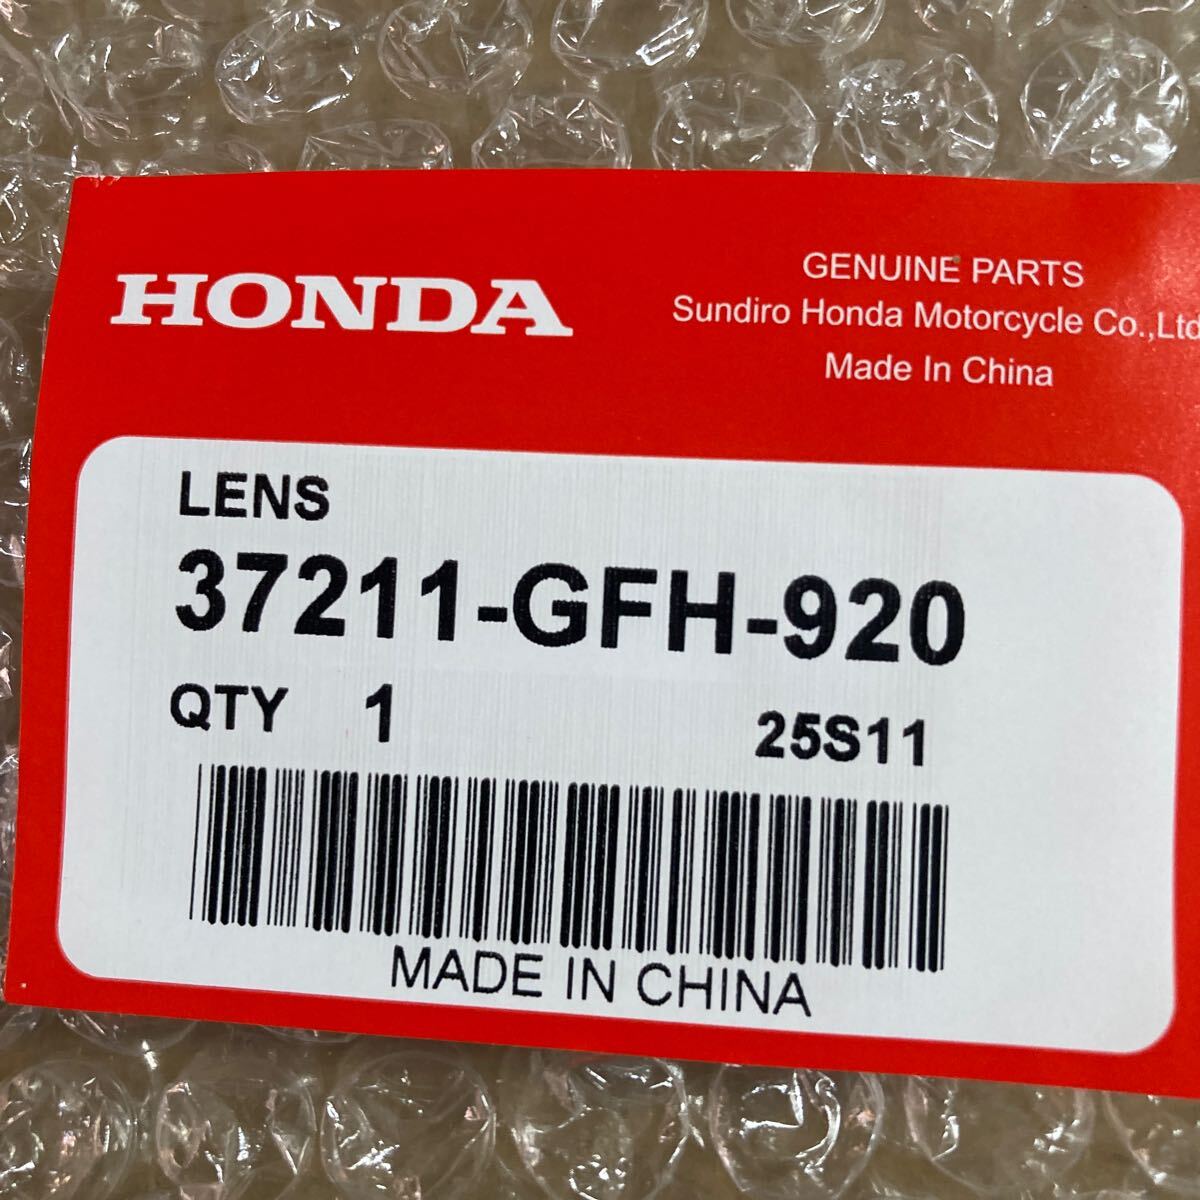 HONDA
GENUINE PARTS
Sundiro Honda Motorcycle Co.,Ltd
Made In China
LENS
37211-GFH-920
QTY 1 25S11
MADE IN CHINA